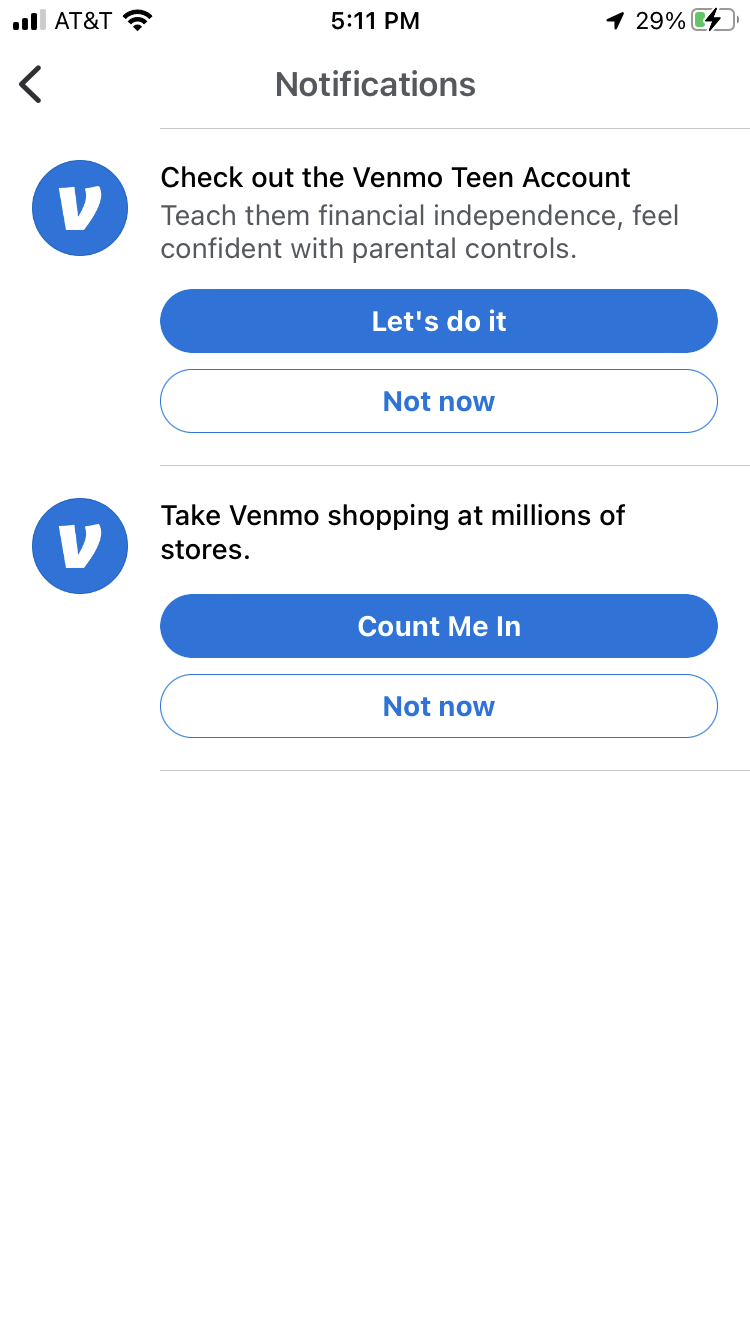 AT&T 5:11 PM 29%
Notifications
Check out the Venmo Teen Account
Teach them financial independence, feel
confident with parental controls.
Let's do it
Not now
Take Venmo shopping at millions of
stores.
Count Me In
Not now